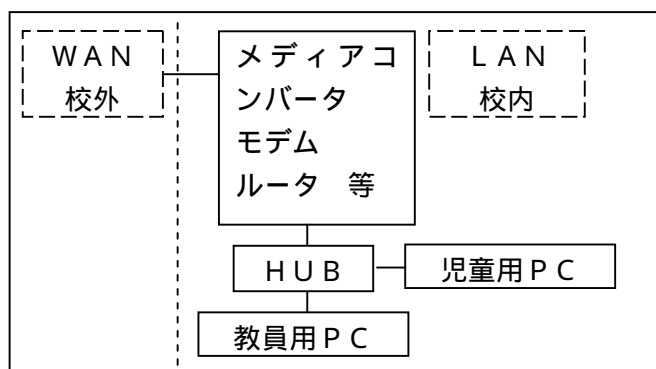 ＷＡＮ
校外
メディアコ
ンバータ
モデム
ルータ　等
ＬＡＮ
校内
ＨＵＢ
児童用ＰＣ
教員用ＰＣ